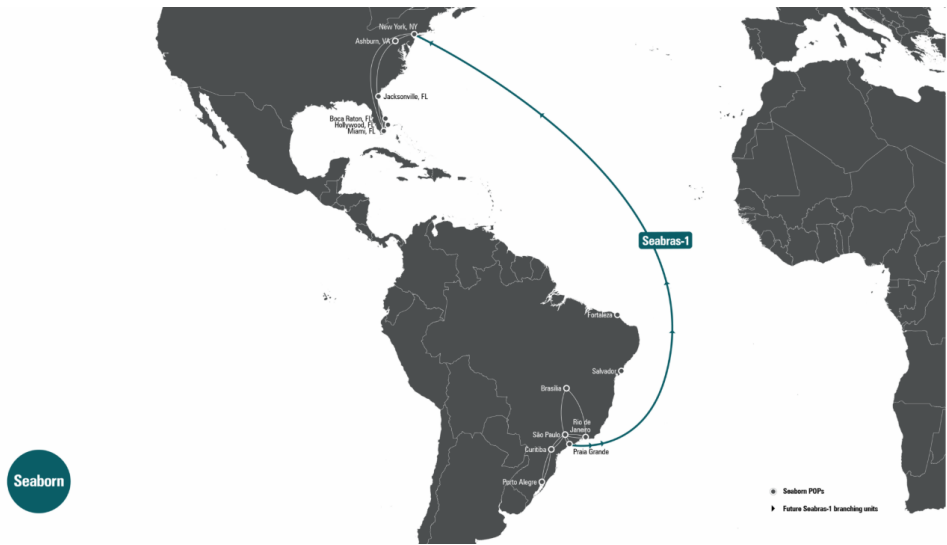 New York, NY
Ashburn, VA
Jacksonville, FL
Boca Raton, FL
Hollywood, FL
Miami, FL
Seabras-1
Fortaleza
Salvador
Brasília
Rio de
Janeiro
São Paulo
Curitiba
Praia Grande
Porto Alegre
Seaborn
Seaborn POPs
Future Seabras-1 branching units